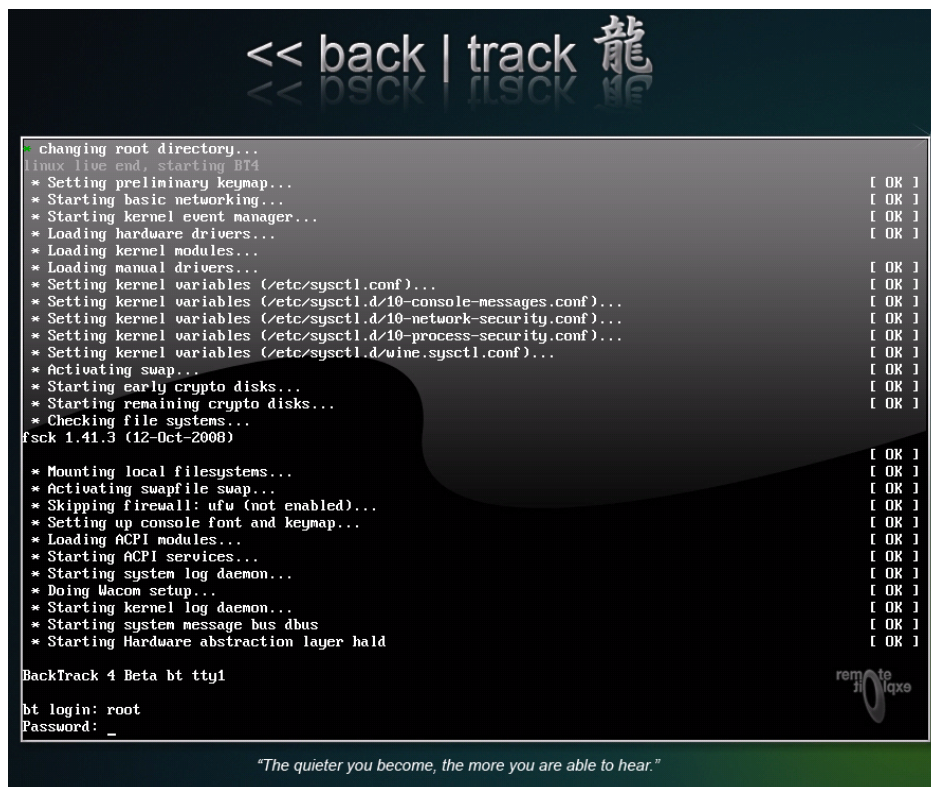 << back | track 龍
* changing root directory...
linux live end, starting BT4
* Setting preliminary keymap... [ OK ]
* Starting basic networking... [ OK ]
* Starting kernel event manager... [ OK ]
* Loading hardware drivers... [ OK ]
* Loading kernel modules...
* Loading manual drivers... [ OK ]
* Setting kernel variables (/etc/sysctl.conf)... [ OK ]
* Setting kernel variables (/etc/sysctl.d/10-console-messages.conf)... [ OK ]
* Setting kernel variables (/etc/sysctl.d/10-network-security.conf)... [ OK ]
* Setting kernel variables (/etc/sysctl.d/10-process-security.conf)... [ OK ]
* Setting kernel variables (/etc/sysctl.d/wine.sysctl.conf)... [ OK ]
* Activating swap... [ OK ]
* Starting early crypto disks... [ OK ]
* Starting remaining crypto disks... [ OK ]
* Checking file systems...
fsck 1.41.3 (12-Oct-2008)
[ OK ]
* Mounting local filesystems... [ OK ]
* Activating swapfile swap... [ OK ]
* Skipping firewall: ufw (not enabled)... [ OK ]
* Setting up console font and keymap... [ OK ]
* Loading ACPI modules... [ OK ]
* Starting ACPI services... [ OK ]
* Starting system log daemon... [ OK ]
* Doing Wacom setup... [ OK ]
* Starting kernel log daemon... [ OK ]
* Starting system message bus dbus [ OK ]
* Starting Hardware abstraction layer hald [ OK ]
BackTrack 4 Beta bt tty1
remote
exploit
bt login: root
Password: _
“The quieter you become, the more you are able to hear.”